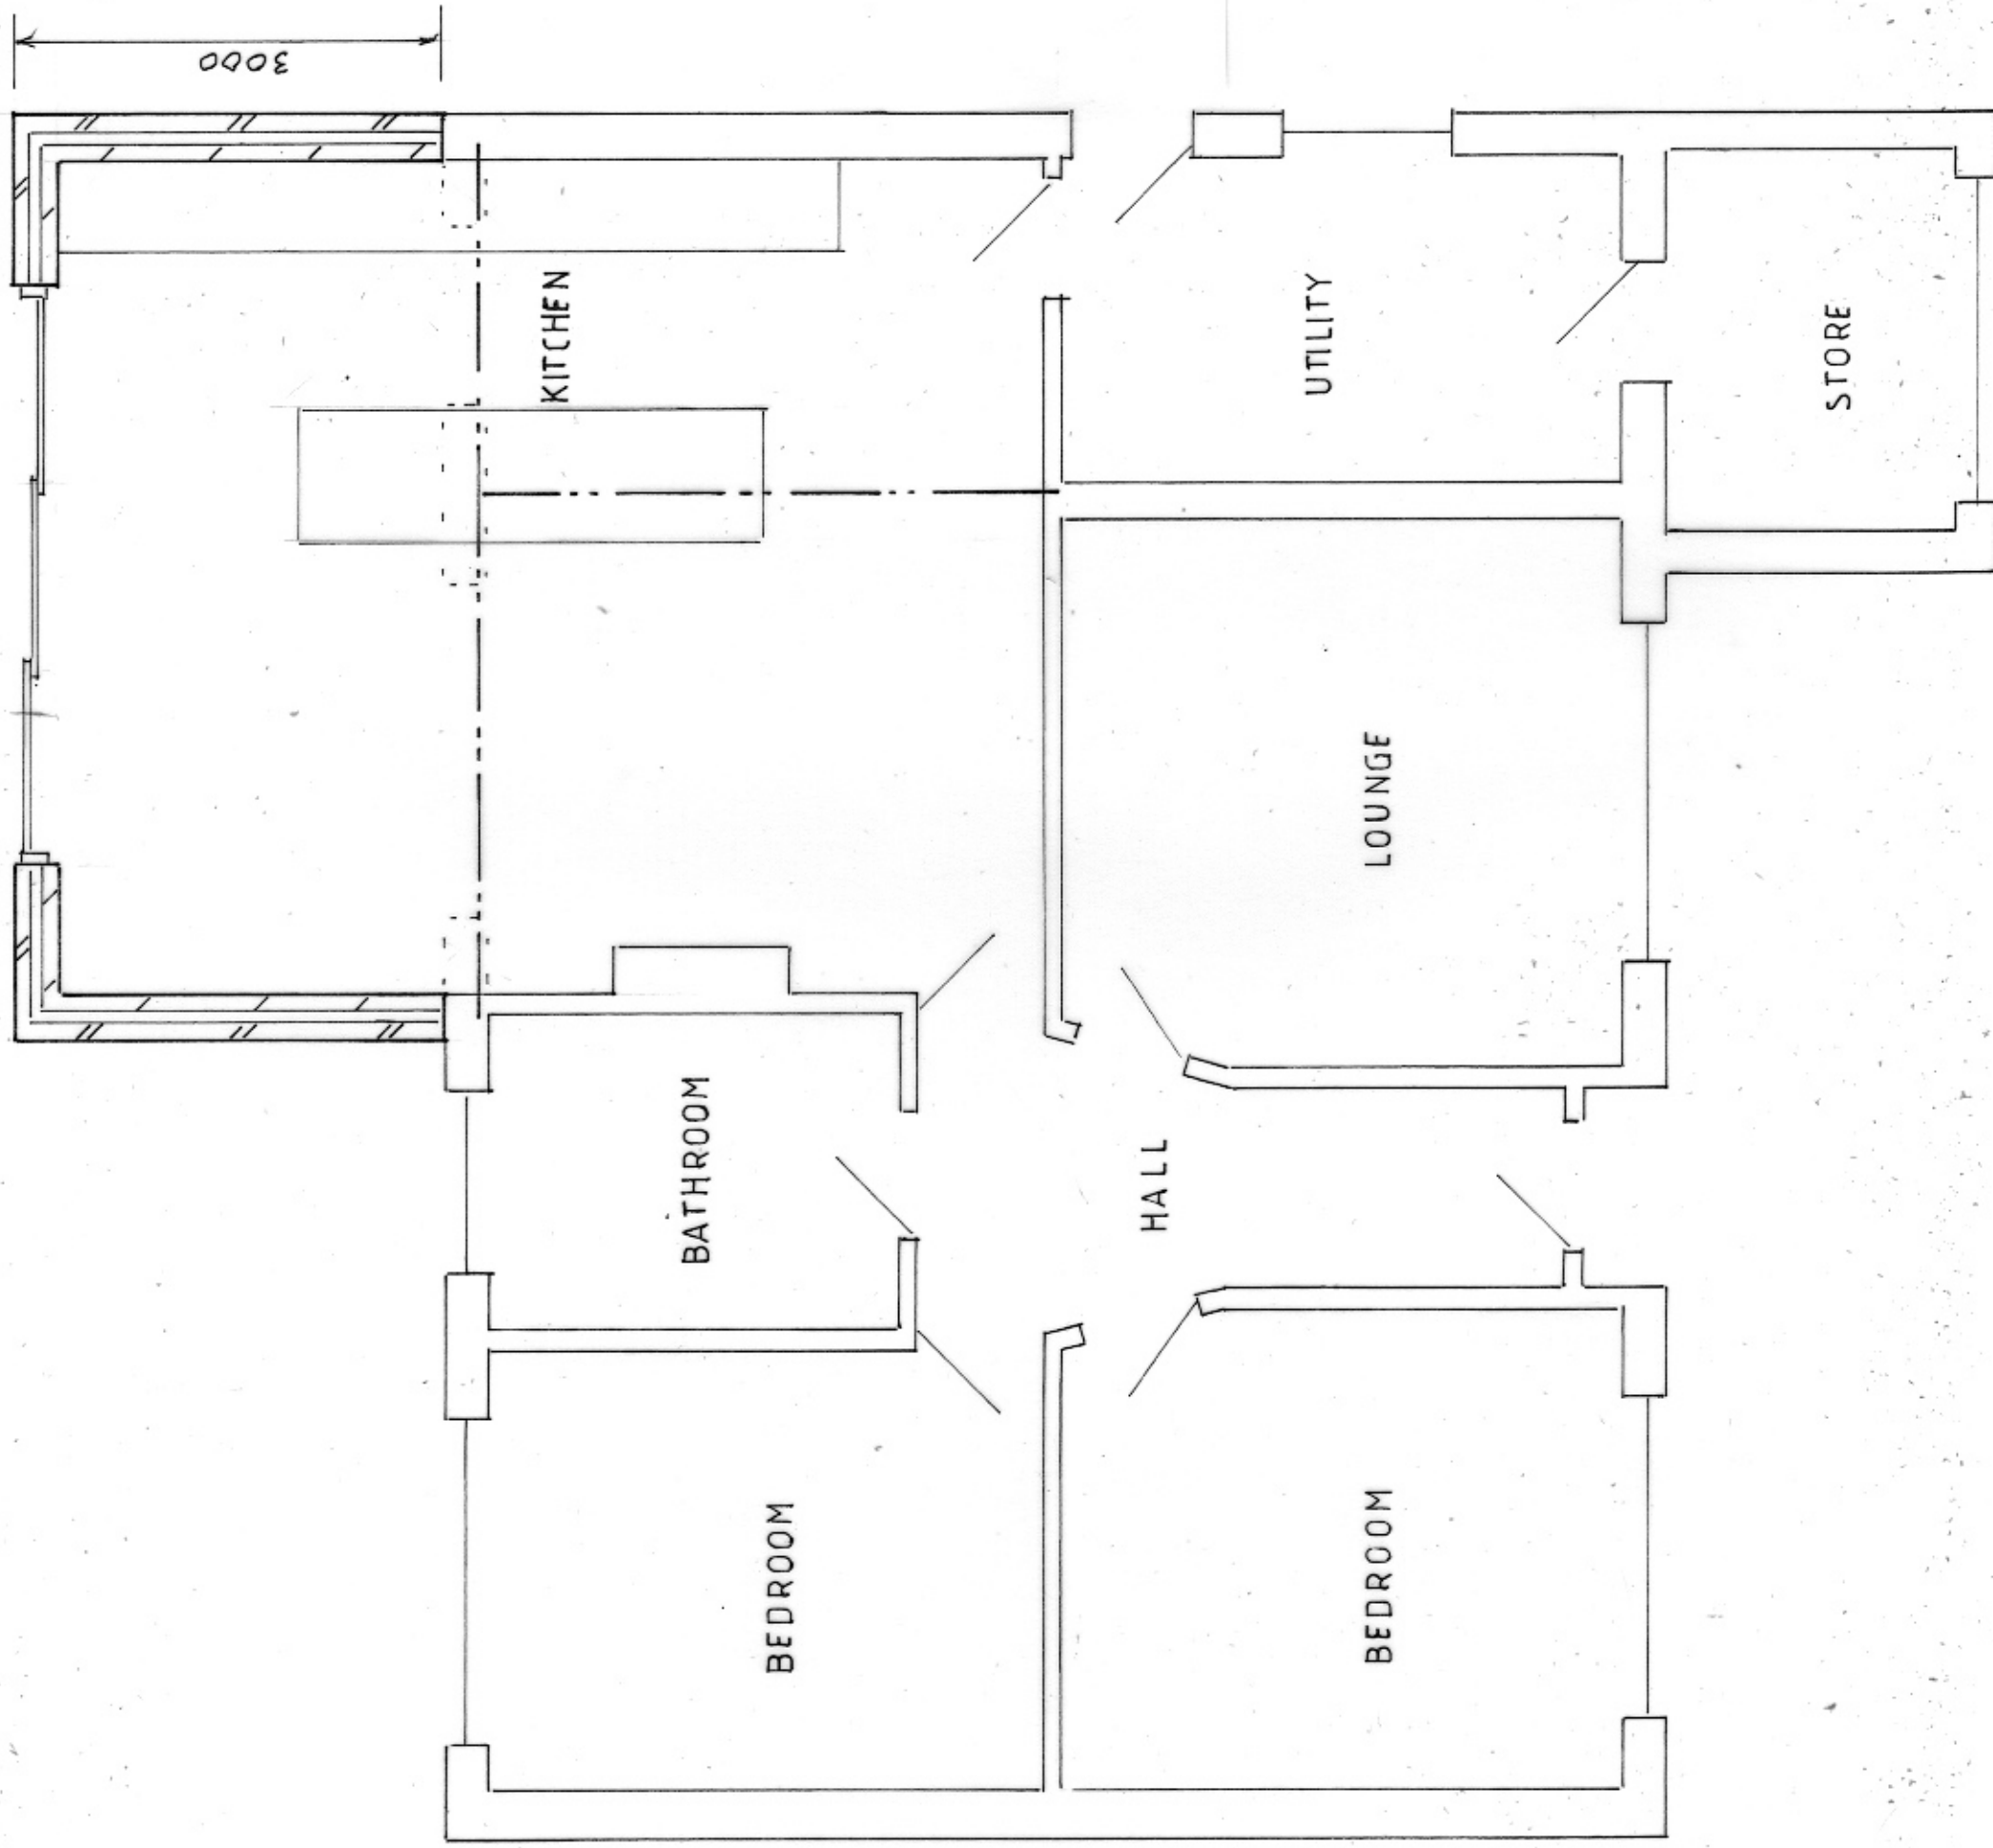 3000
KITCHEN
UTILITY
STORE
LOUNGE
BATHROOM
HALL
BEDROOM
BEDROOM